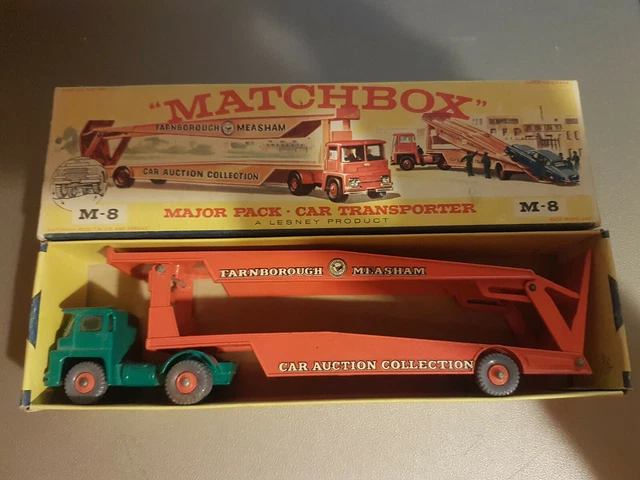 "MATCHBOX"
FARNBOROUGH MEASHAM
CAR AUCTION COLLECTION
M-8
MAJOR PACK · CAR TRANSPORTER
M-8
A LESNEY PRODUCT
FARNBOROUGH MEASHAM
CAR AUCTION COLLECTION